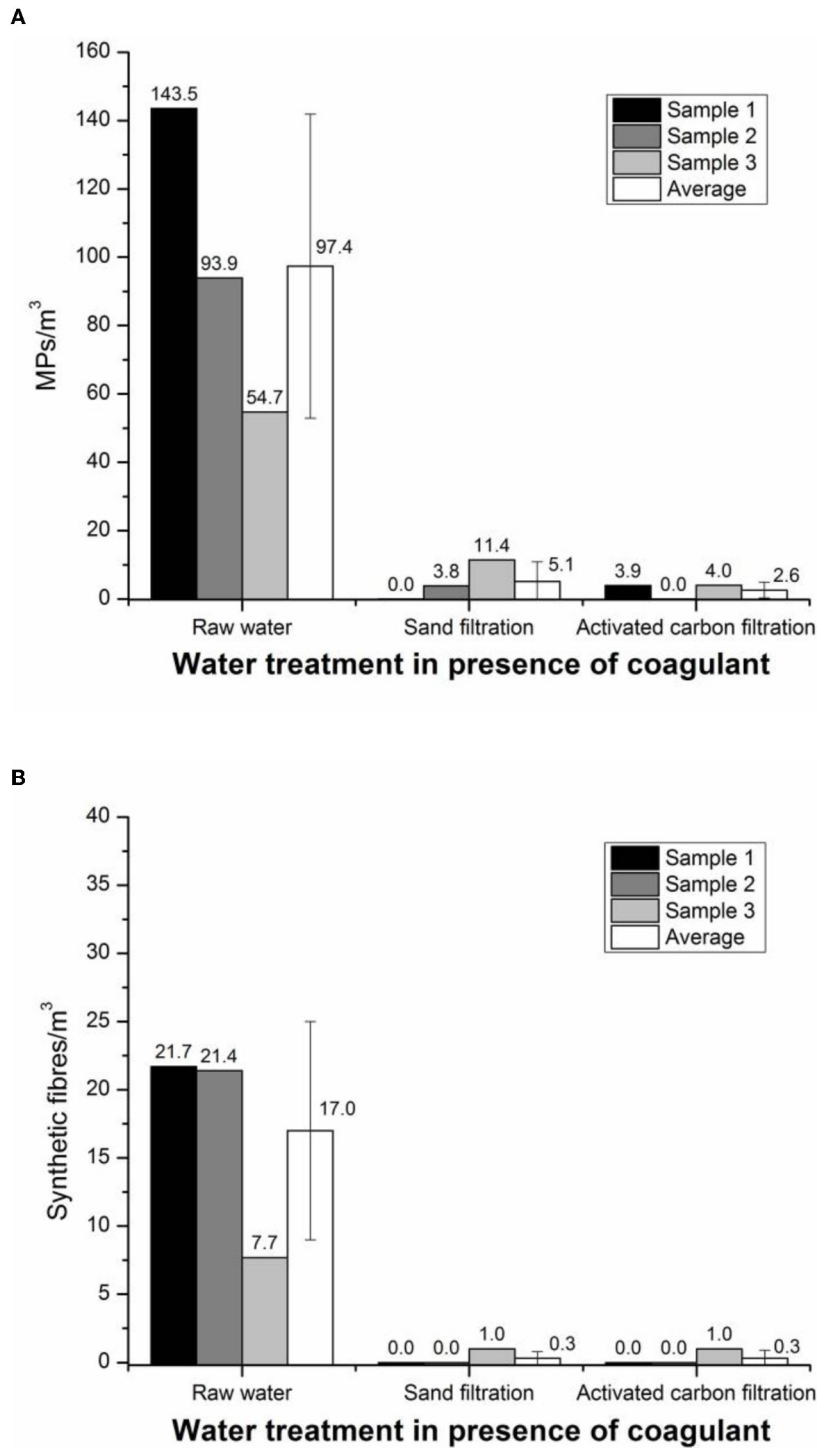 A
160
140
120
100
80
60
40
20
0
MPs/m³
143.5
93.9
54.7
97.4
0.0
3.8
11.4
5.1
3.9
0.0
4.0
2.6
Sample 1
Sample 2
Sample 3
Average
Raw water
Sand filtration
Activated carbon filtration
Water treatment in presence of coagulant
B
40
35
30
25
20
15
10
5
0
Synthetic fibres/m³
21.7
21.4
7.7
17.0
0.0
0.0
1.0
0.3
0.0
0.0
1.0
0.3
Sample 1
Sample 2
Sample 3
Average
Raw water
Sand filtration
Activated carbon filtration
Water treatment in presence of coagulant